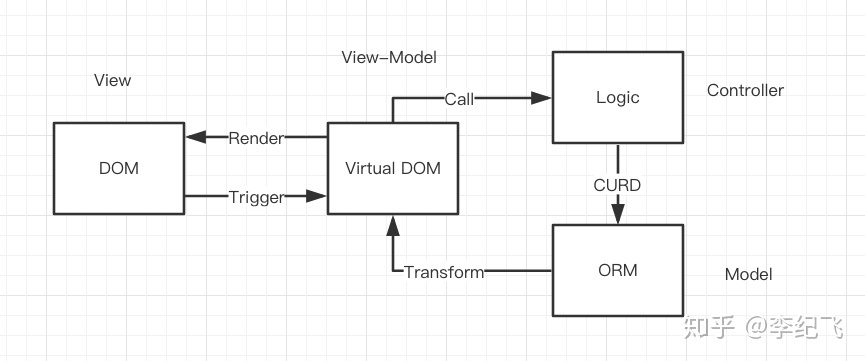 View-Model
View
Call
Logic
Controller
DOM
Render
Trigger
Virtual DOM
CURD
Transform
ORM
Model
知乎 @李纪飞